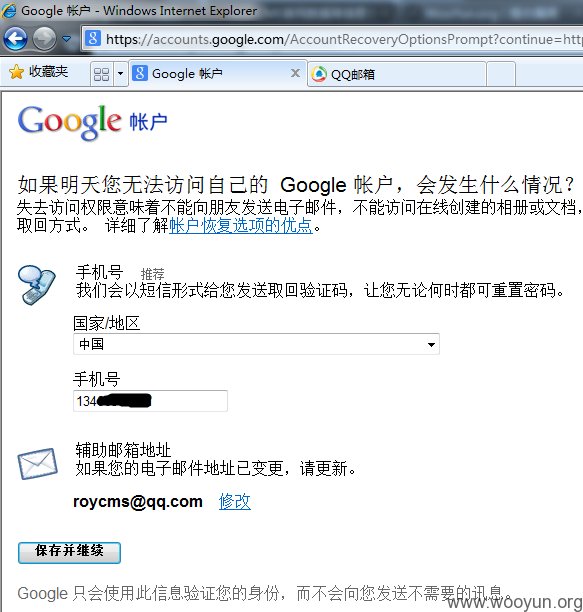 Google 帐户 - Windows Internet Explorer
https://accounts.google.com/AccountRecoveryOptionsPrompt?continue=http
收藏夹
Google 帐户
QQ邮箱
Google 帐户
如果明天您无法访问自己的 Google 帐户，会发生什么情况?
失去访问权限意味着不能向朋友发送电子邮件，不能访问在线创建的相册或文档，
取回方式。 详细了解帐户恢复选项的优点。
手机号 推荐
我们会以短信形式给您发送取回验证码，让您无论何时都可重置密码。
国家/地区
中国
手机号
134
辅助邮箱地址
如果您的电子邮件地址已变更，请更新。
roycms@qq.com 修改
保存并继续
Google 只会使用此信息验证您的身份，而不会向您发送不需要的讯息。
www.wooyun.org